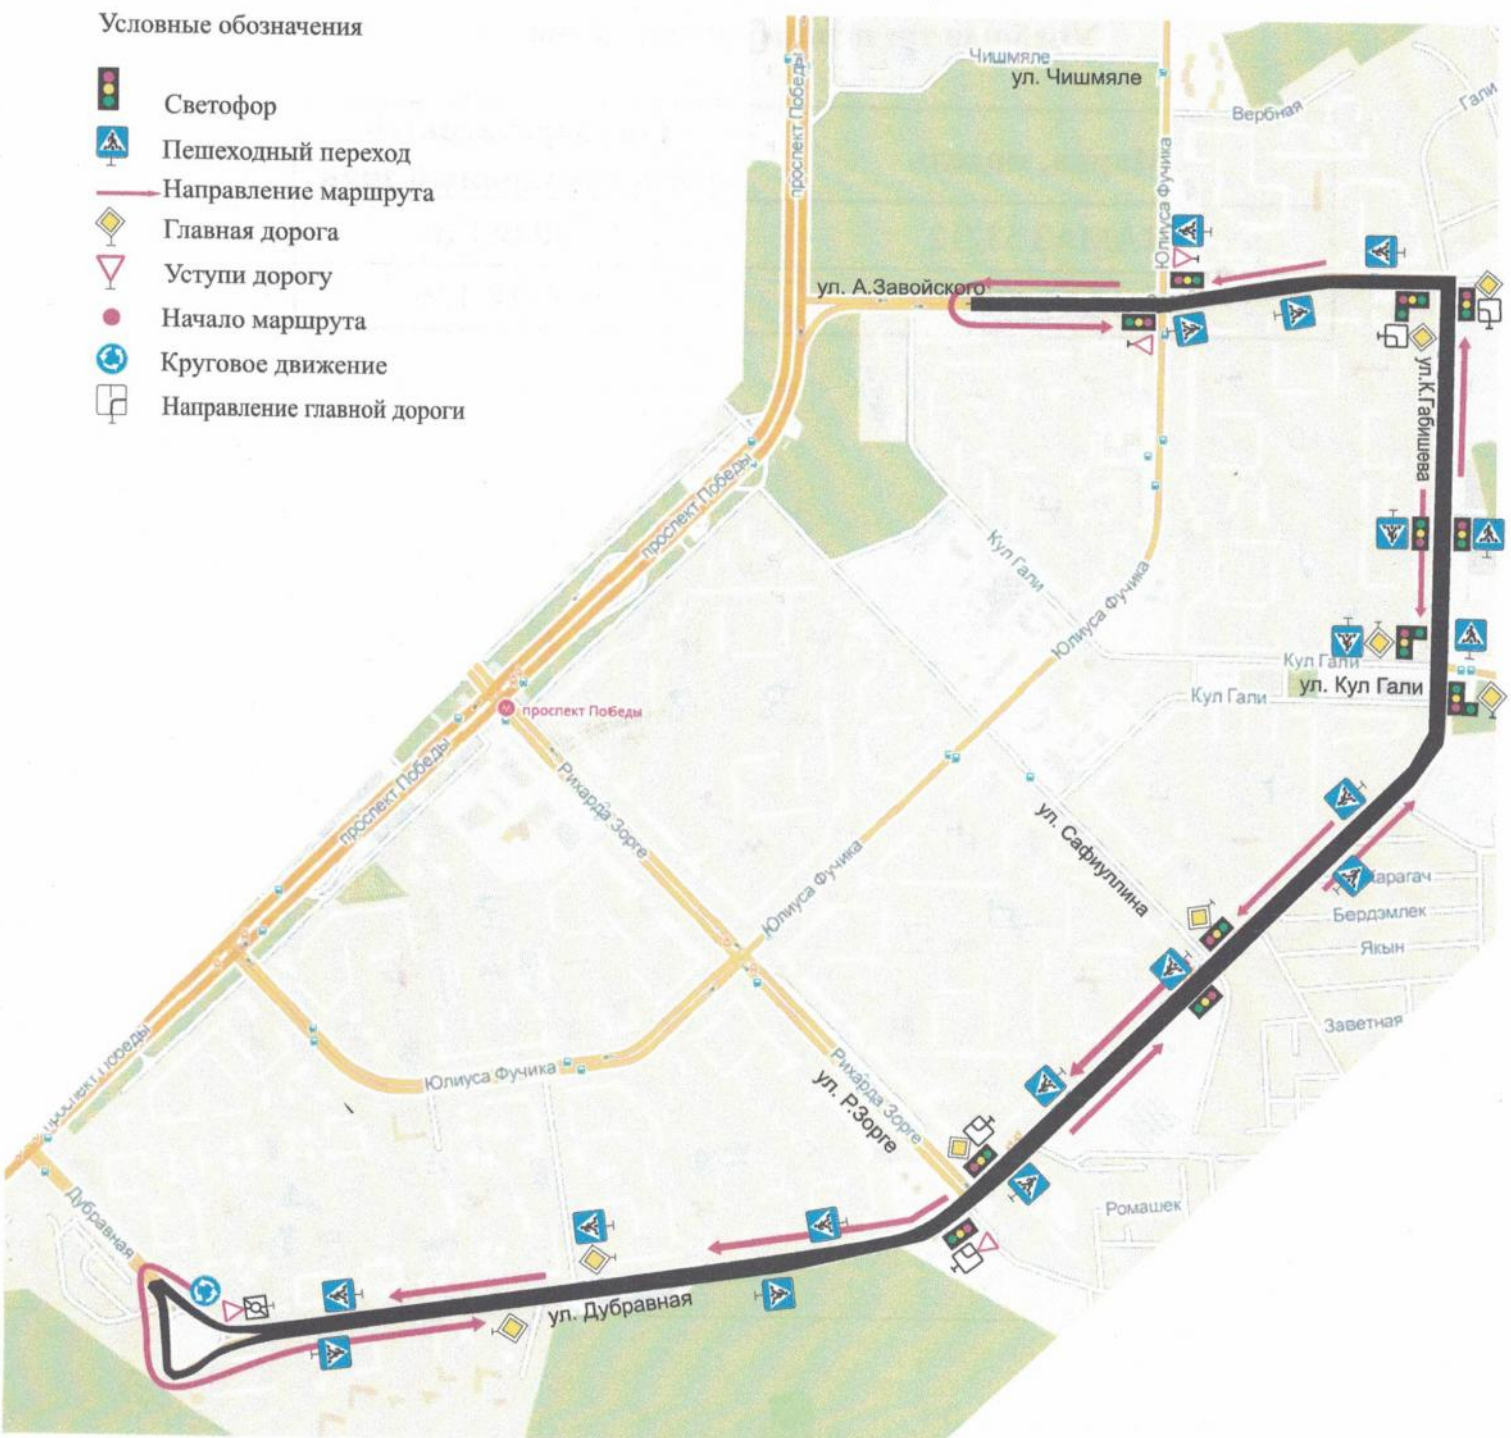 Условные обозначения
Светофор
Пешеходный переход
Направление маршрута
Главная дорога
Уступи дорогу
Начало маршрута
Круговое движение
Направление главной дороги
Чишмяле
ул. Чишмяле
проспект Победы
Вербная
Гали
Юлиуса Фучика
ул. А.Завойского
ул.К.Габишева
проспект Победы
Кул Гали
Юлиуса Фучика
Кул Гали
ул. Кул Гали
Кул Гали
проспект Победы
проспект Победы
Рихарда Зорге
ул. Сафиуллина
Юлиуса Фучика
Карагач
Бердэмлек
Якын
Заветная
проспект Победы
Юлиуса Фучика
Рихарда Зорге
ул. Р.Зорге
Ромашек
Дубравная
ул. Дубравная